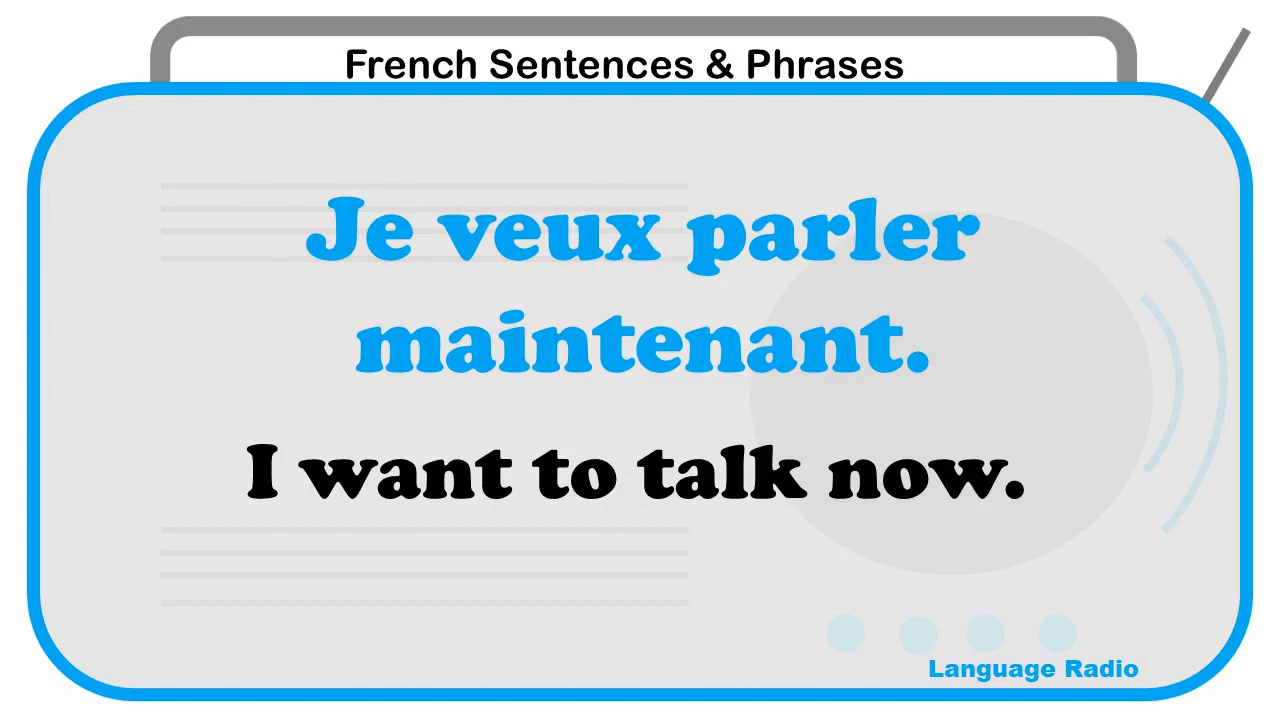 French Sentences & Phrases
Je veux parler
maintenant.
I want to talk now.
Language Radio